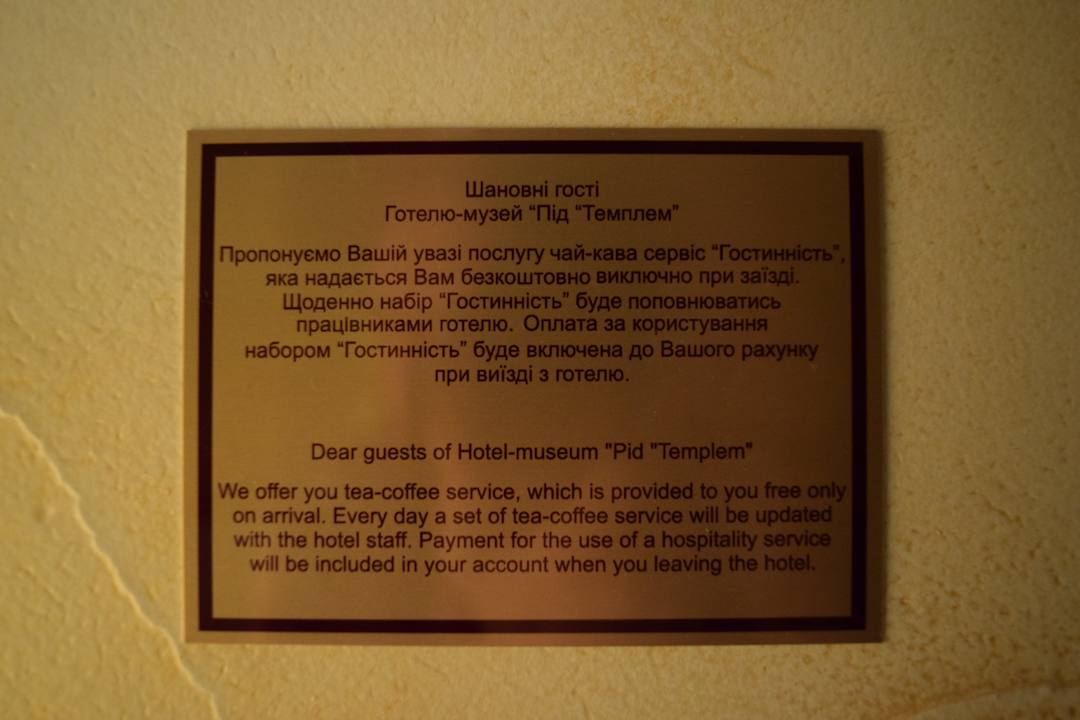 Шановні гості
Готелю-музей “Під “Темплем”
Пропонуємо Вашій увазі послугу чай-кава сервіс “Гостинність”,
яка надається Вам безкоштовно виключно при заїзді.
Щоденно набір “Гостинність” буде поповнюватись
працівниками готелю. Оплата за користування
набором “Гостинність” буде включена до Вашого рахунку
при виїзді з готелю.
Dear guests of Hotel-museum "Pid "Templem"
We offer you tea-coffee service, which is provided to you free only
on arrival. Every day a set of tea-coffee service will be updated
with the hotel staff. Payment for the use of a hospitality service
will be included in your account when you leaving the hotel.